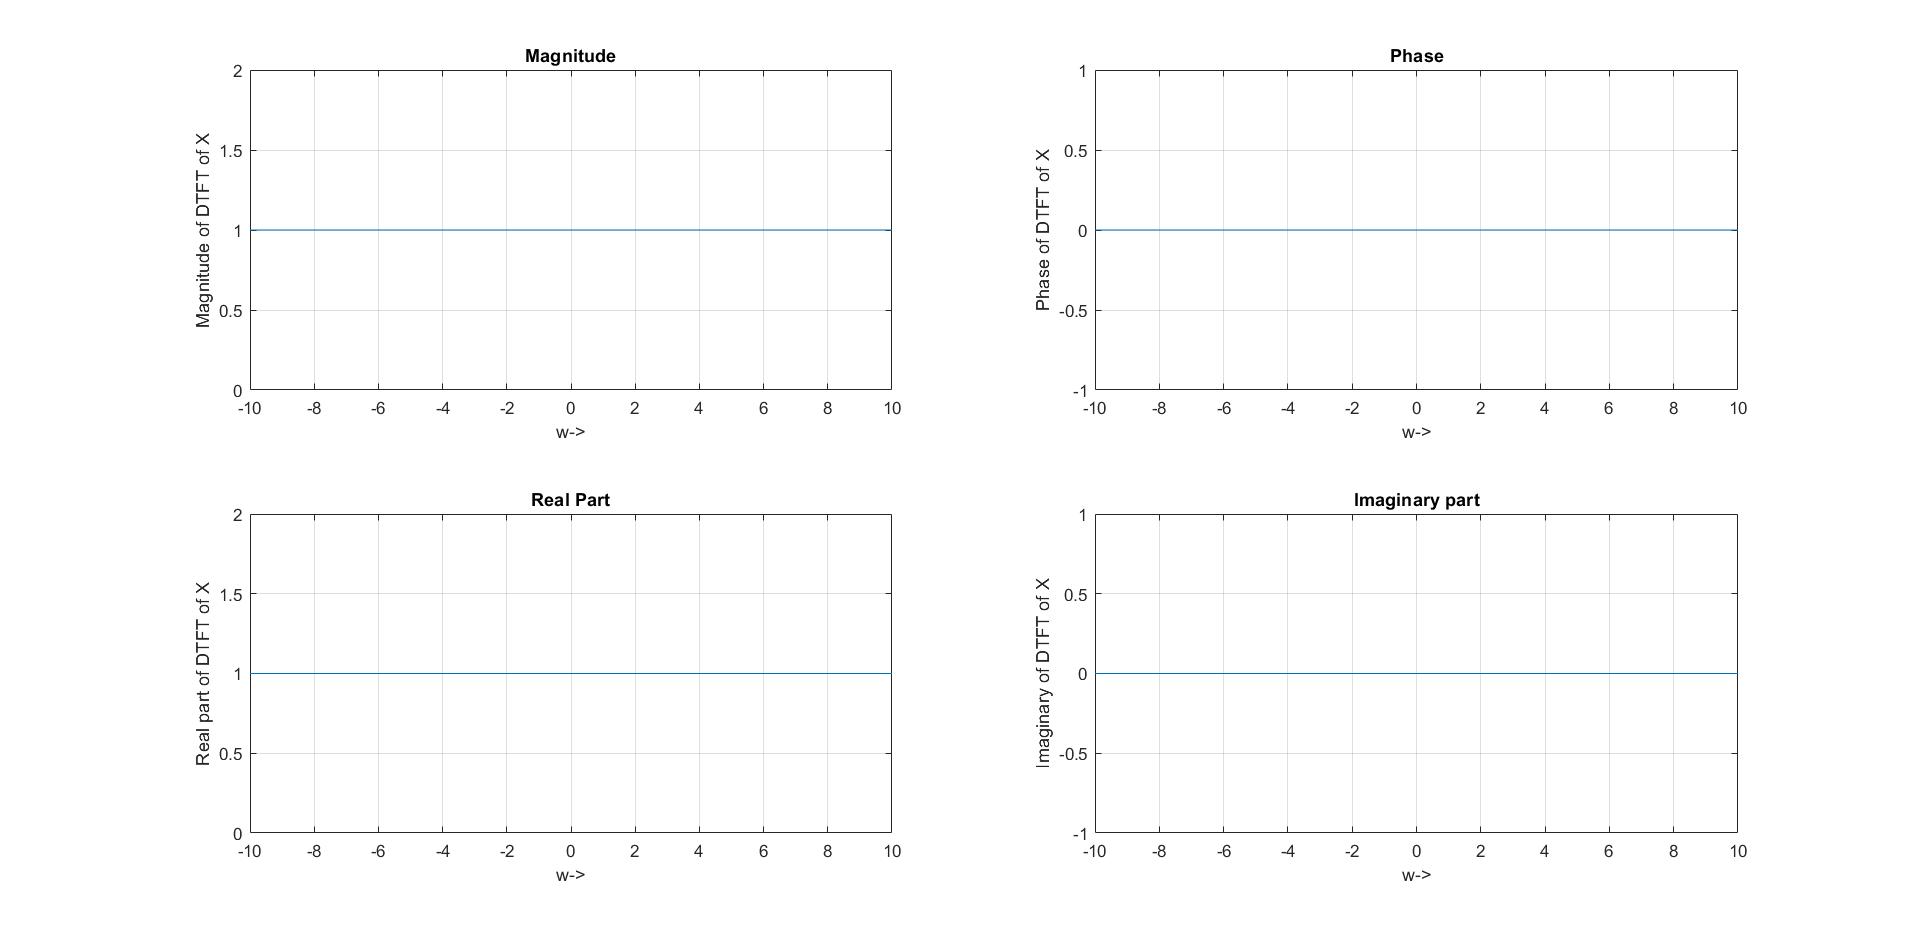 Magnitude
Magnitude of DTFT of X
2
1.5
1
0.5
0
-10 -8 -6 -4 -2 0 2 4 6 8 10
w->
Phase
Phase of DTFT of X
1
0.5
0
-0.5
-1
-10 -8 -6 -4 -2 0 2 4 6 8 10
w->
Real Part
Real part of DTFT of X
2
1.5
1
0.5
0
-10 -8 -6 -4 -2 0 2 4 6 8 10
w->
Imaginary part
Imaginary of DTFT of X
1
0.5
0
-0.5
-1
-10 -8 -6 -4 -2 0 2 4 6 8 10
w->